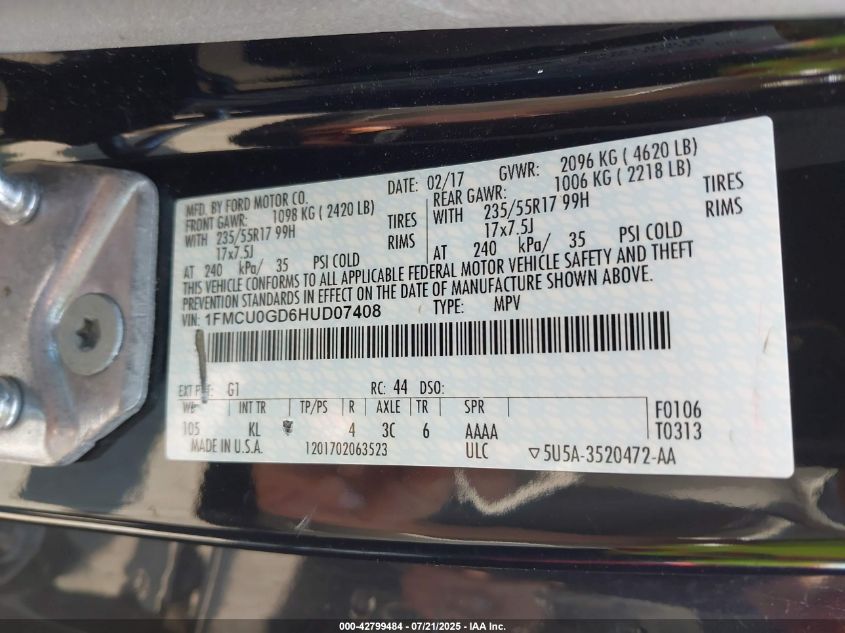 MFD. BY FORD MOTOR CO.
DATE: 02/17 GVWR: 2096 KG ( 4620 LB)
FRONT GAWR: 1098 KG ( 2420 LB)
WITH 235/55R17 99H TIRES
17x7.5J RIMS
AT 240 kPa/ 35 PSI COLD
REAR GAWR: 1006 KG ( 2218 LB)
WITH 235/55R17 99H TIRES
17x7.5J RIMS
AT 240 kPa/ 35 PSI COLD
THIS VEHICLE CONFORMS TO ALL APPLICABLE FEDERAL MOTOR VEHICLE SAFETY AND THEFT
PREVENTION STANDARDS IN EFFECT ON THE DATE OF MANUFACTURE SHOWN ABOVE.
VIN: 1FMCU0GD6HUD07408 TYPE: MPV
EXT G1 RC: 44 DSO:
WB INT TR TP/PS R AXLE TR SPR
105 KL 4 3C 6 AAAA
F0106
T0313
MADE IN U.S.A. 1201702063523 ULC ▽5U5A-3520472-AA
000-42799484 - 07/21/2025 - IAA Inc.